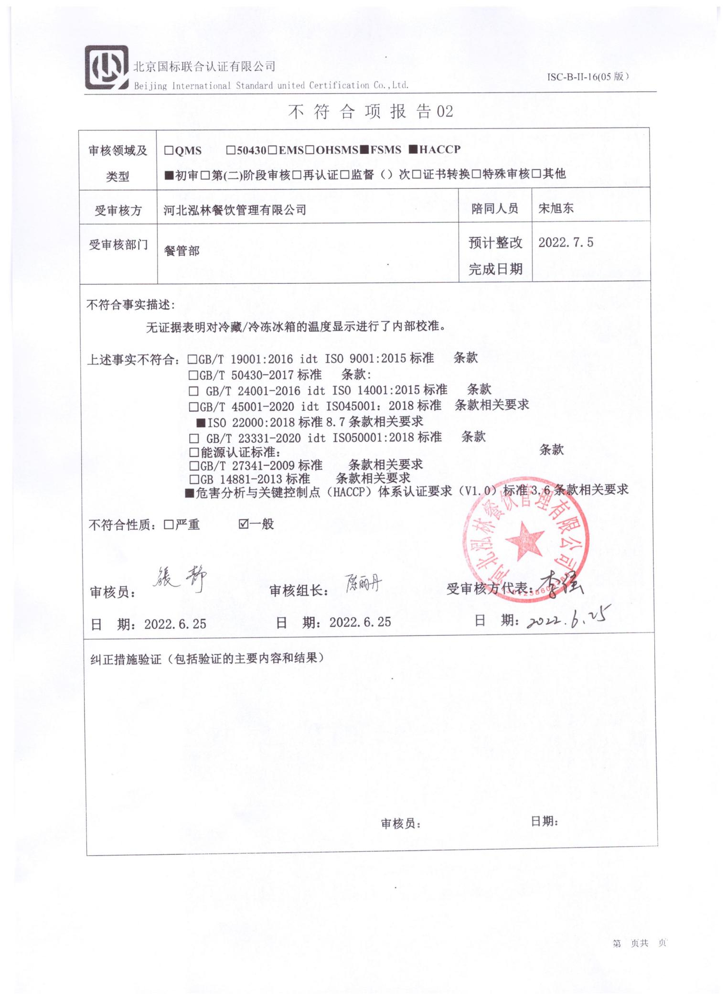 北京国标联合认证有限公司
Beijing International Standard united Certification Co.,Ltd.
ISC-B-II-16(05 版)
不 符 合 项 报 告 02
审核领域及类型
□QMS □50430□EMS□OHSMS■FSMS ■HACCP
■初审□第(二)阶段审核□再认证□监督（）次□证书转换□特殊审核□其他
受审核方 河北泓林餐饮管理有限公司 陪同人员 宋旭东
受审核部门 餐管部 预计整改完成日期 2022.7.5
不符合事实描述:
无证据表明对冷藏/冷冻冰箱的温度显示进行了内部校准。
上述事实不符合: □GB/T 19001:2016 idt ISO 9001:2015 标准 条款
□GB/T 50430-2017 标准 条款:
□ GB/T 24001-2016 idt ISO 14001:2015 标准 条款
□GB/T 45001-2020 idt ISO45001: 2018 标准 条款相关要求
■ISO 22000:2018 标准 8.7 条款相关要求
□ GB/T 23331-2020 idt ISO50001:2018 标准 条款
□能源认证标准: 条款
□GB/T 27341-2009 标准 条款相关要求
□GB 14881-2013 标准 条款相关要求
■危害分析与关键控制点（HACCP）体系认证要求（V1.0）标准 3.6 条款相关要求
不符合性质: □严重 ☑一般
河北泓林餐饮管理有限公司
审核员: 張静 审核组长: 陈丽丹 受审核方代表: 李强
日 期: 2022.6.25 日 期: 2022.6.25 日 期: 2022.6.25
纠正措施验证（包括验证的主要内容和结果）
审核员: 日期:
第 页共 页